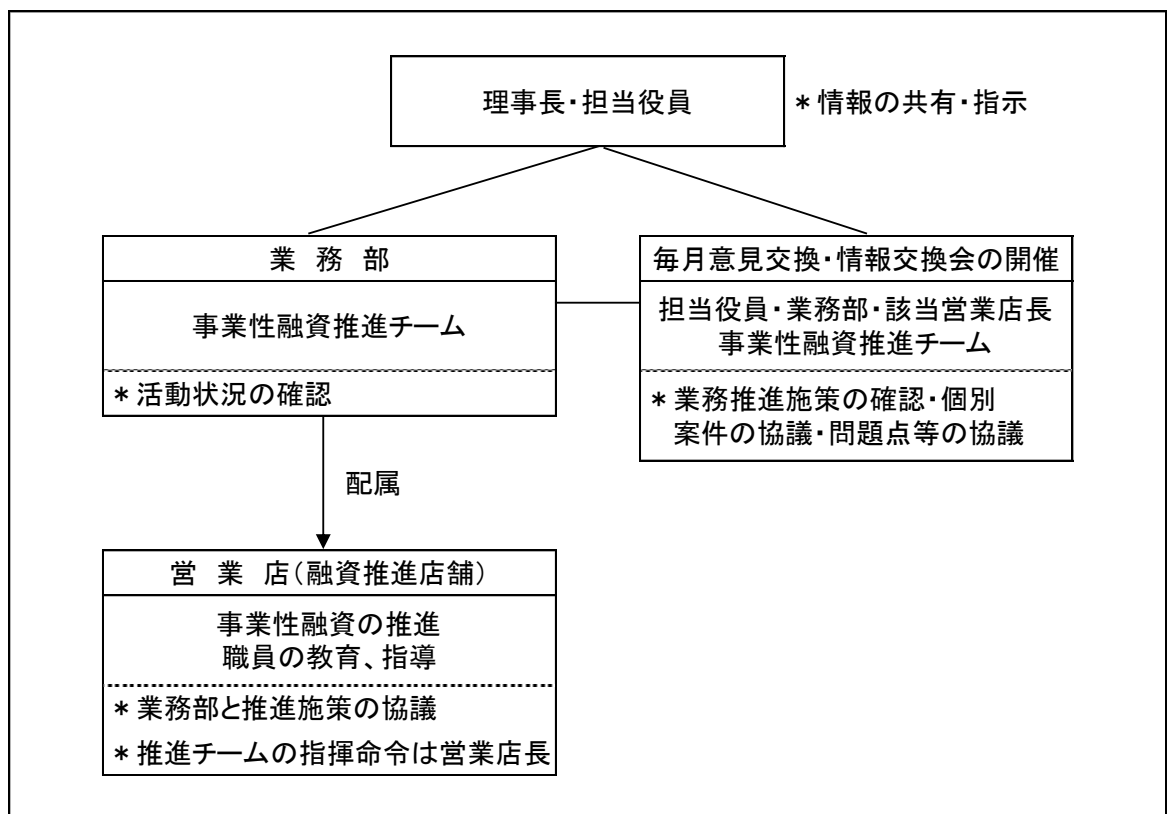 理事長・担当役員
＊情報の共有・指示
業 務 部
事業性融資推進チーム
＊活動状況の確認
毎月意見交換・情報交換会の開催
担当役員・業務部・該当営業店長
事業性融資推進チーム
＊業務推進施策の確認・個別
案件の協議・問題点等の協議
配属
営 業 店（融資推進店舗）
事業性融資の推進
職員の教育、指導
＊業務部と推進施策の協議
＊推進チームの指揮命令は営業店長